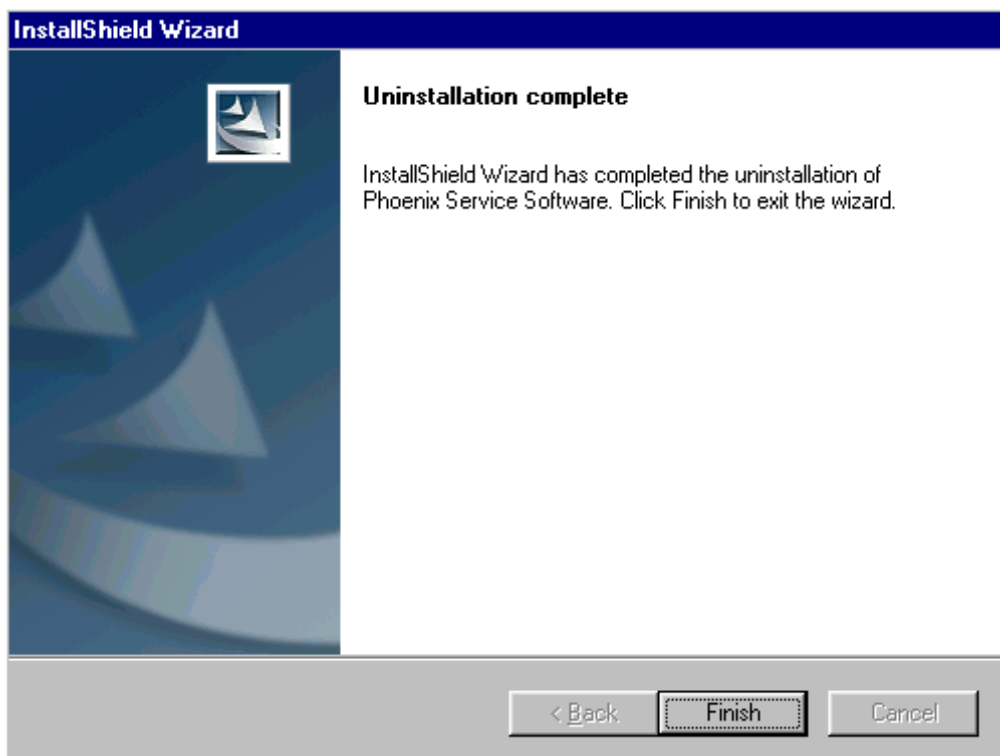 InstallShield Wizard
Uninstallation complete
InstallShield Wizard has completed the uninstallation of
Phoenix Service Software. Click Finish to exit the wizard.
< Back
Finish
Cancel